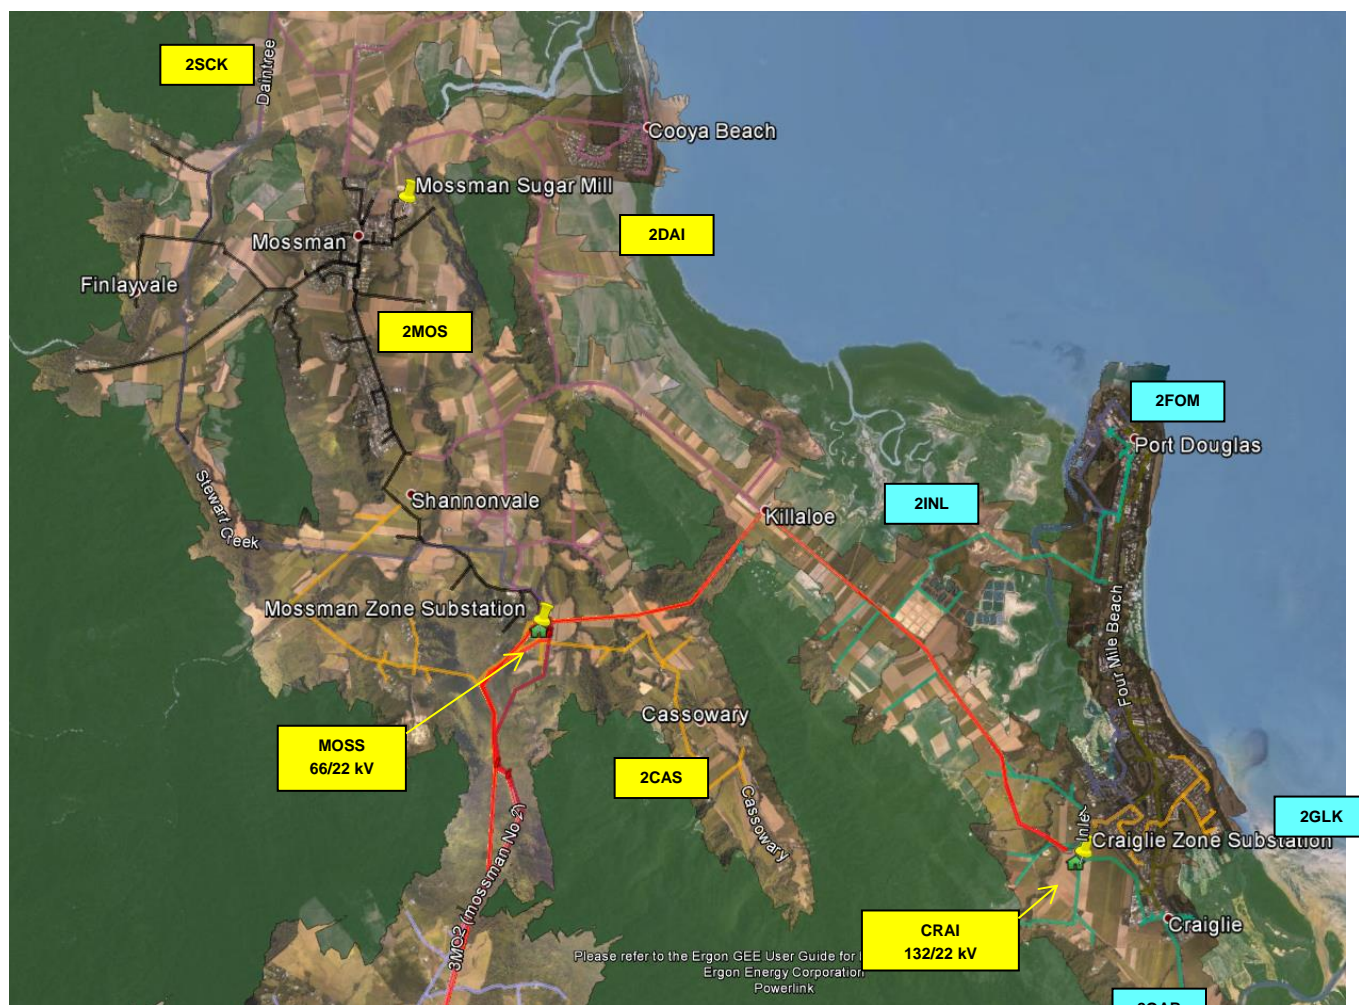 2SCK
Daintree
Cooya Beach
Mossman Sugar Mill
2DAI
Mossman
Finlayvale
2MOS
2FOM
Port Douglas
Stewart Creek
Shannonvale
2INL
Killaloe
Mossman Zone Substation
Four Mile Beach
Cassowary
MOSS
66/22 kV
2CAS
Cassowary
2GLK
Craiglie Zone Substation
3MO2 (mossman No.2)
CRAI
132/22 kV
Craiglie
Please refer to the Ergon GEE User Guide for
Ergon Energy Corporation
Powerlink